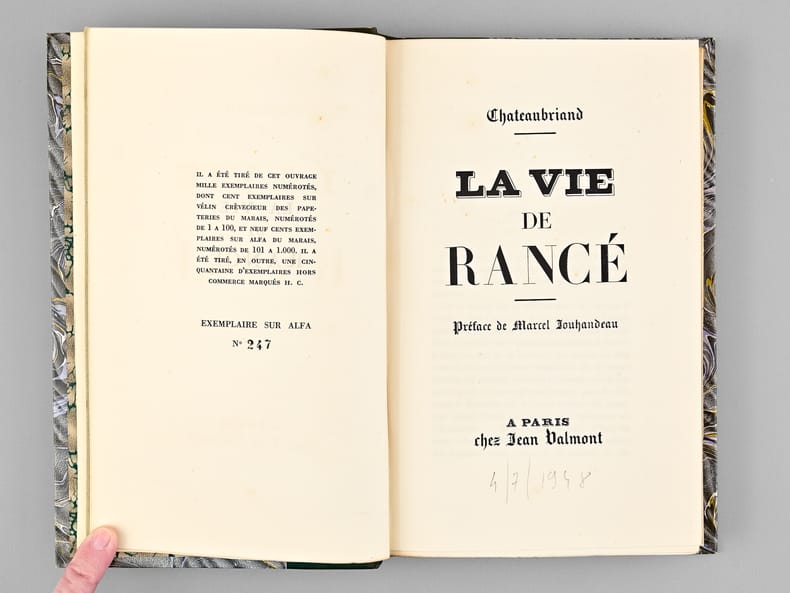 IL A ÉTÉ TIRÉ DE CET OUVRAGE
MILLE EXEMPLAIRES NUMÉROTÉS,
DONT CENT EXEMPLAIRES SUR
VÉLIN CRÈVECŒUR DES PAPE-
TERIES DU MARAIS, NUMÉROTÉS
DE 1 A 100, ET NEUF CENTS EXEM-
PLAIRES SUR ALFA DU MARAIS,
NUMÉROTÉS DE 101 A 1.000. IL A
ÉTÉ TIRÉ, EN OUTRE, UNE CIN-
QUANTAINE D'EXEMPLAIRES HORS
COMMERCE MARQUÉS H. C.
EXEMPLAIRE SUR ALFA
Nº 247
Chateaubriand
LA VIE
DE
RANCÉ
Préface de Marcel Jouhandeau
A PARIS
chez Jean Valmont
4/7/1948